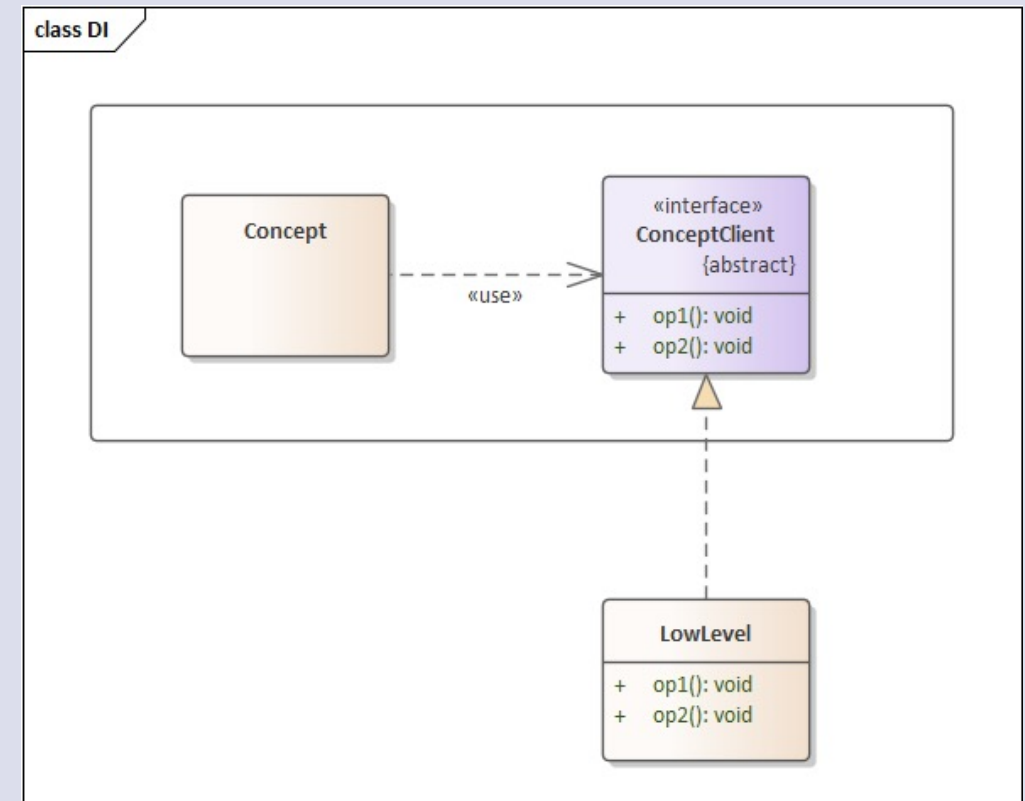 class DI
Concept
«use»
«interface»
ConceptClient
{abstract}
+ op1(): void
+ op2(): void
LowLevel
+ op1(): void
+ op2(): void